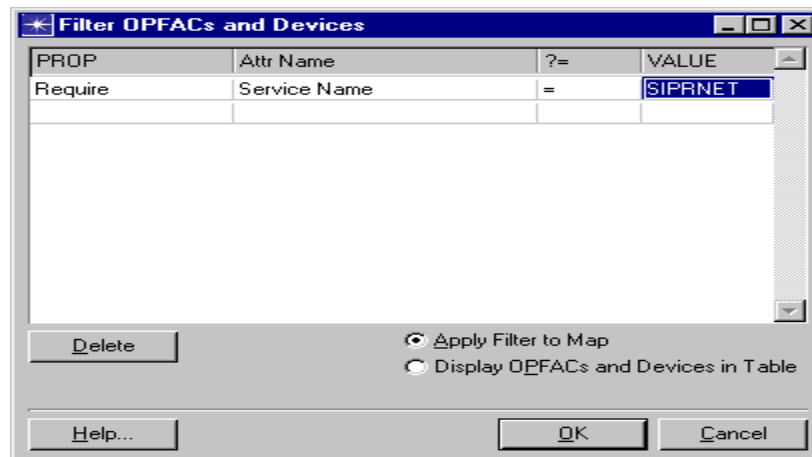 Filter OPFACs and Devices
PROP Attr Name ?= VALUE
Require Service Name = SIPRNET
Delete
Apply Filter to Map
Display OPFACs and Devices in Table
Help...
OK
Cancel